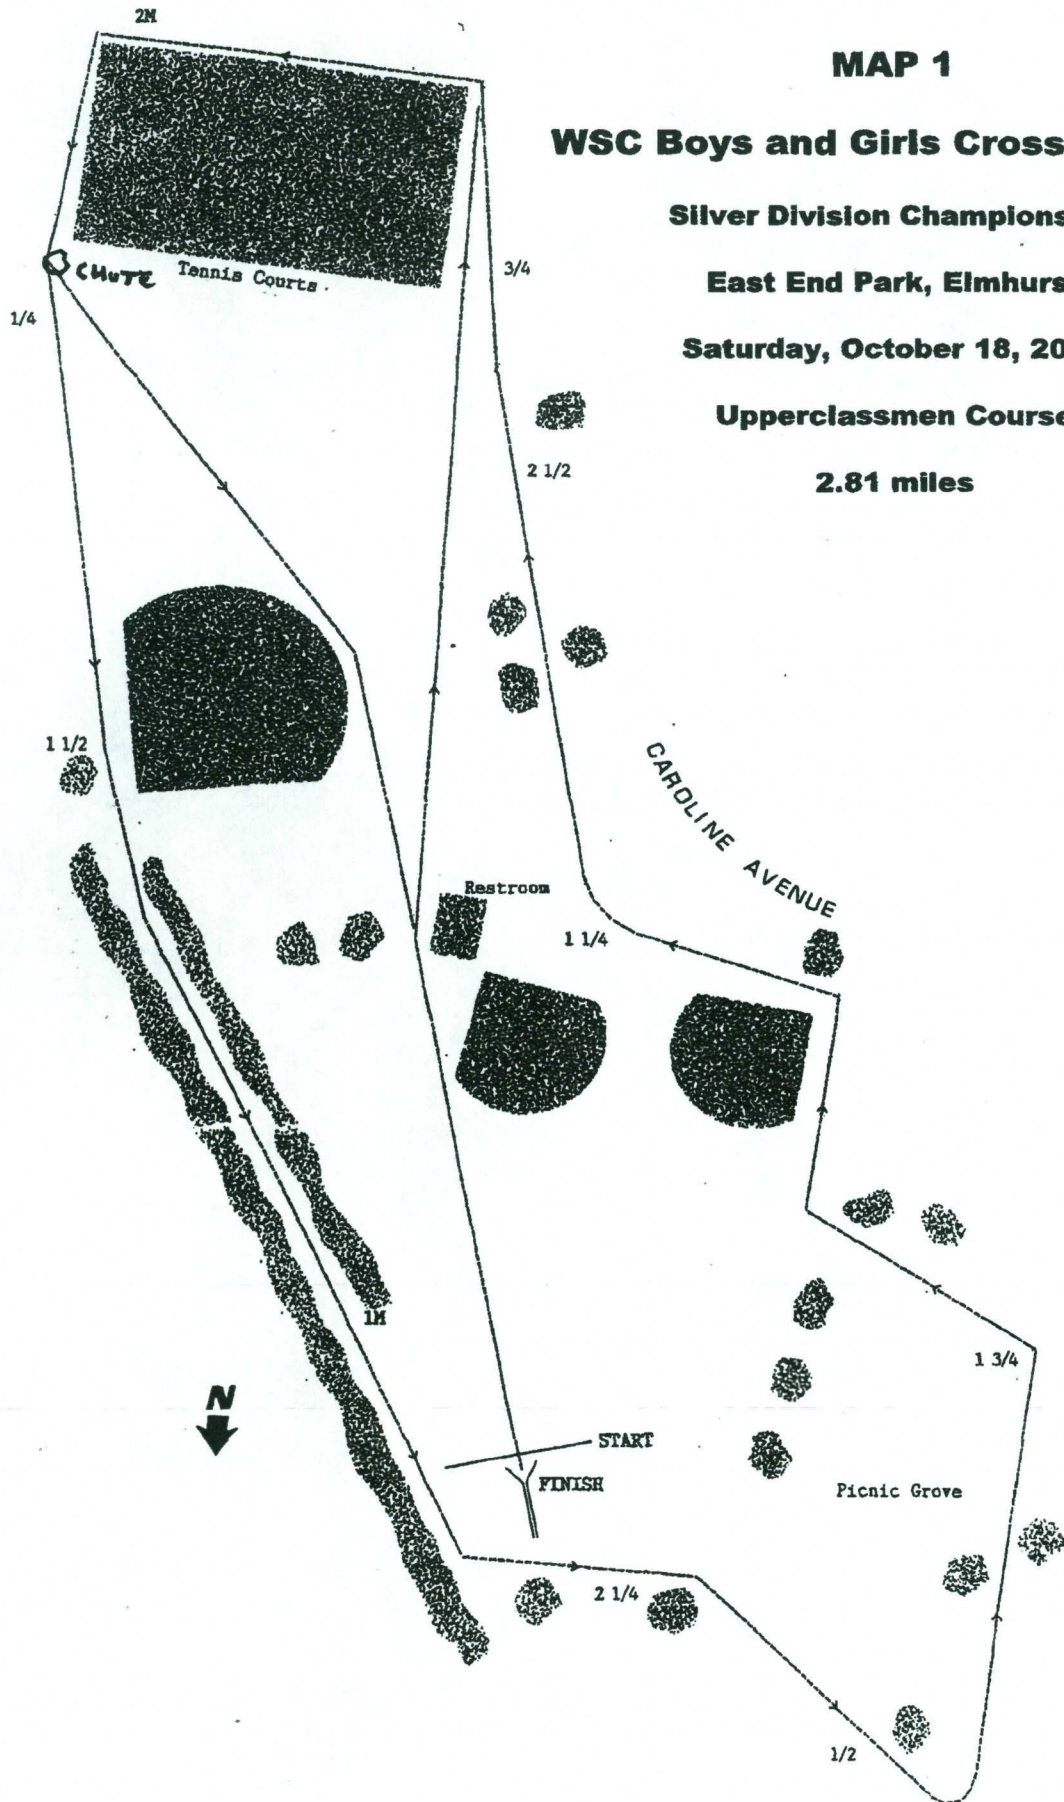 2M
MAP 1
WSC Boys and Girls Cross
Silver Division Champions
East End Park, Elmhurs
Saturday, October 18, 20
Upperclassmen Course
2.81 miles
CHUTE
Tennis Courts
3/4
1/4
2 1/2
1 1/2
CAROLINE AVENUE
Restroom
1 1/4
1M
1 3/4
N
START
FINISH
Picnic Grove
2 1/4
1/2